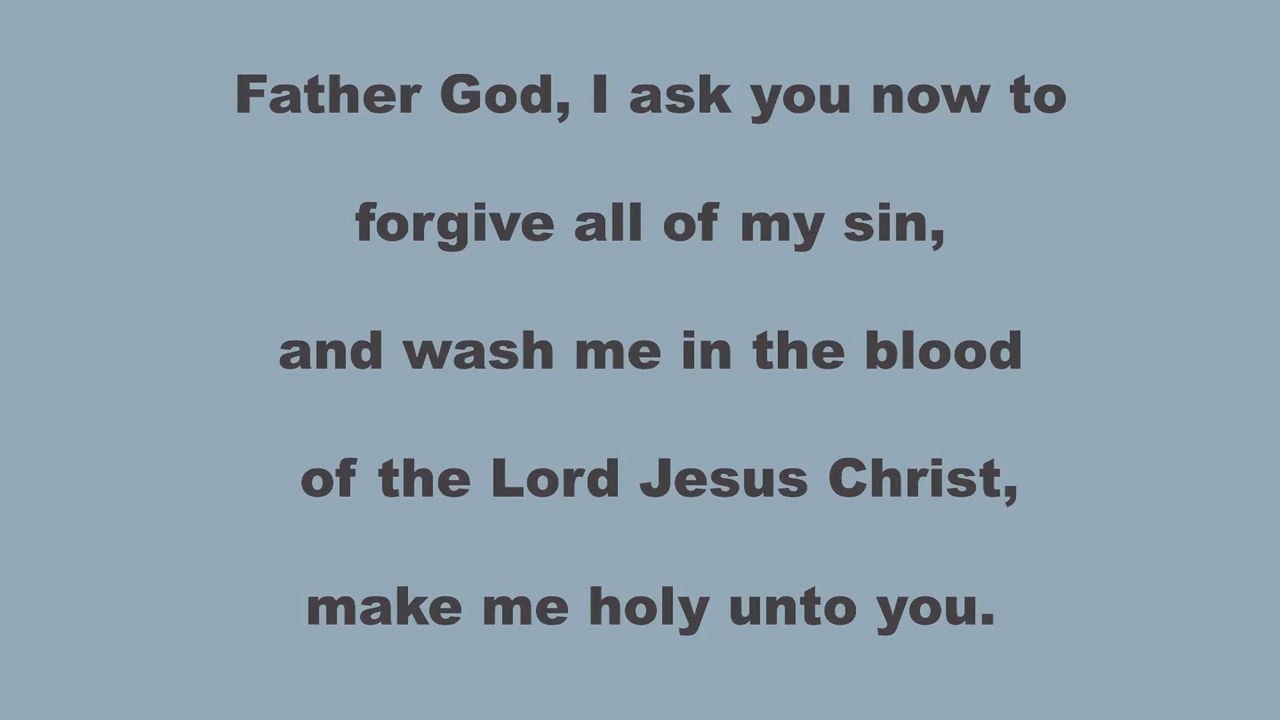 Father God, I ask you now to
forgive all of my sin,
and wash me in the blood
of the Lord Jesus Christ,
make me holy unto you.